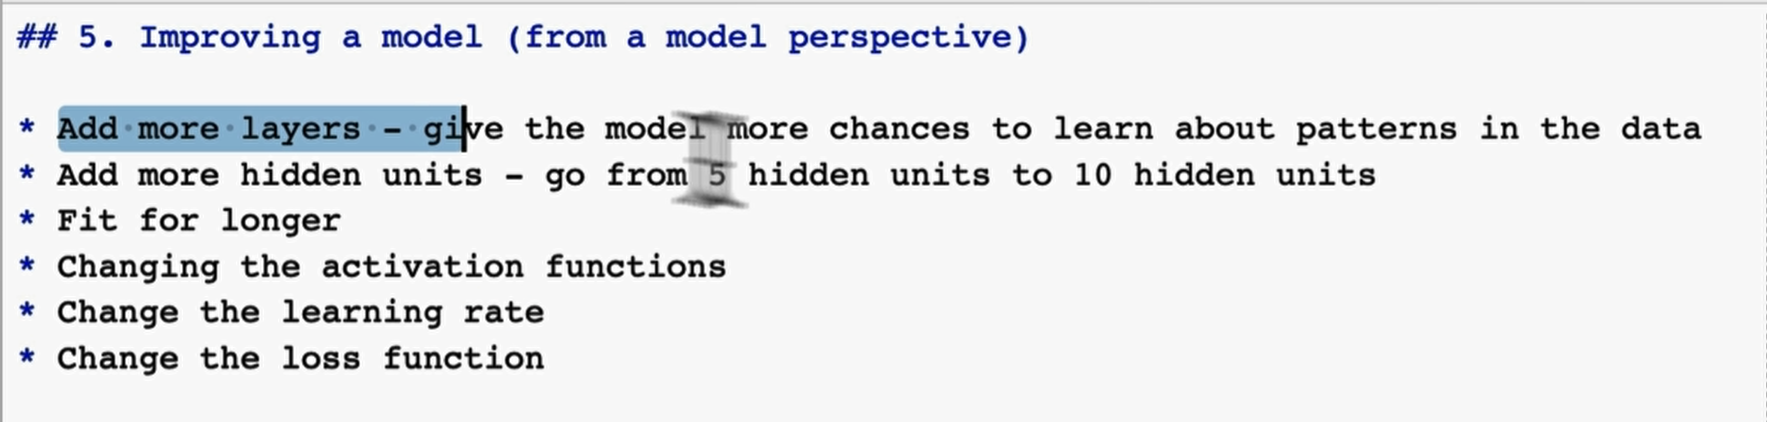 ## 5. Improving a model (from a model perspective)
* Add more layers - give the model more chances to learn about patterns in the data
* Add more hidden units - go from 5 hidden units to 10 hidden units
* Fit for longer
* Changing the activation functions
* Change the learning rate
* Change the loss function